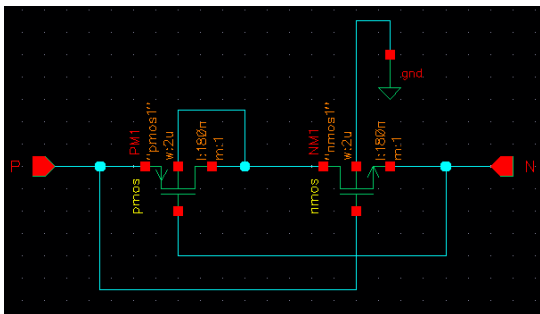 gnd
P
PM1
"pmos1"
w:2u
l:180n
m:1
pmos
NM1
"nmos1"
w:2u
l:180n
m:1
nmos
N